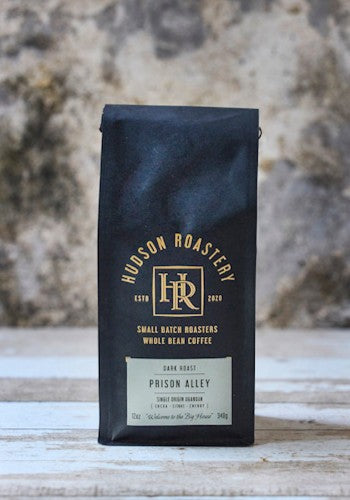 HUDSON ROASTERY
ESTD HR 2020
SMALL BATCH ROASTERS
WHOLE BEAN COFFEE
DARK ROAST
PRISON ALLEY
SINGLE ORIGIN UGANDAN
12oz "Welcome to the Big House" 340g